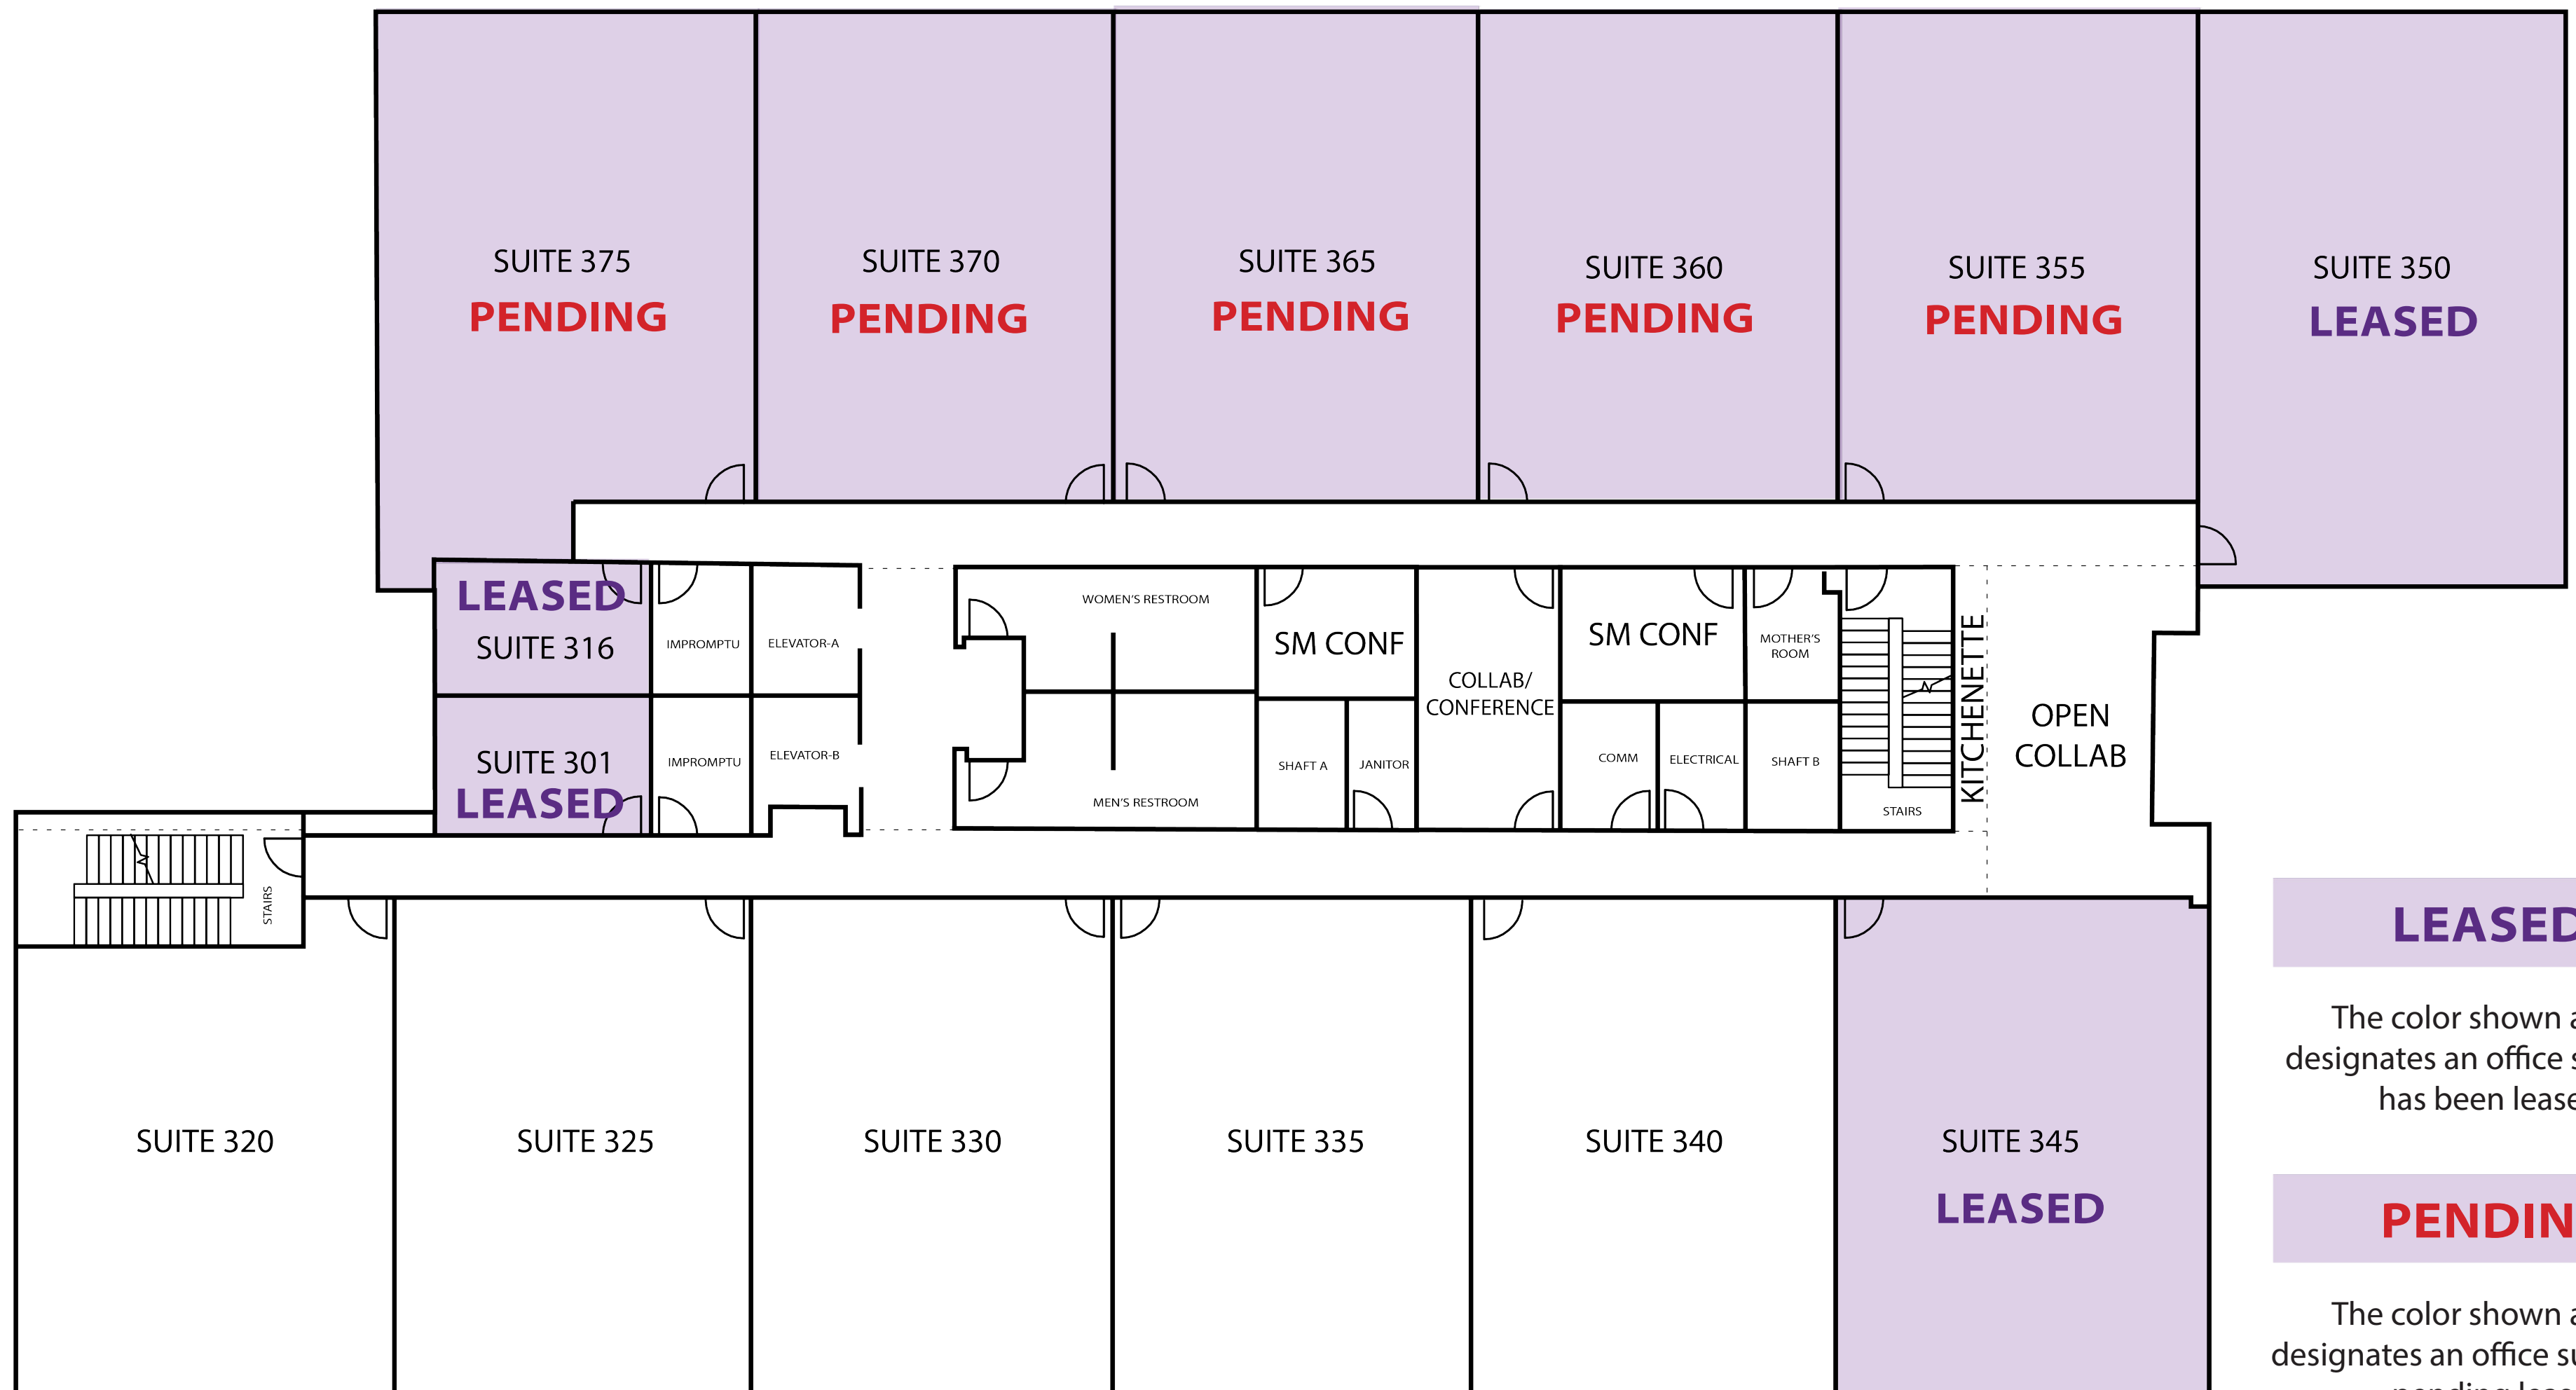 SUITE 375
PENDING
SUITE 370
PENDING
SUITE 365
PENDING
SUITE 360
PENDING
SUITE 355
PENDING
SUITE 350
LEASED
LEASED
SUITE 316
IMPROMPTU
ELEVATOR-A
WOMEN'S RESTROOM
SM CONF
COLLAB/
CONFERENCE
SM CONF
MOTHER'S
ROOM
KITCHENETTE
OPEN
COLLAB
SUITE 301
LEASED
IMPROMPTU
ELEVATOR-B
MEN'S RESTROOM
SHAFT A
JANITOR
COMM
ELECTRICAL
SHAFT B
STAIRS
STAIRS
SUITE 320
SUITE 325
SUITE 330
SUITE 335
SUITE 340
SUITE 345
LEASED
LEASED
The color shown
designates an office
has been
PENDIN
The color shown
designates an office